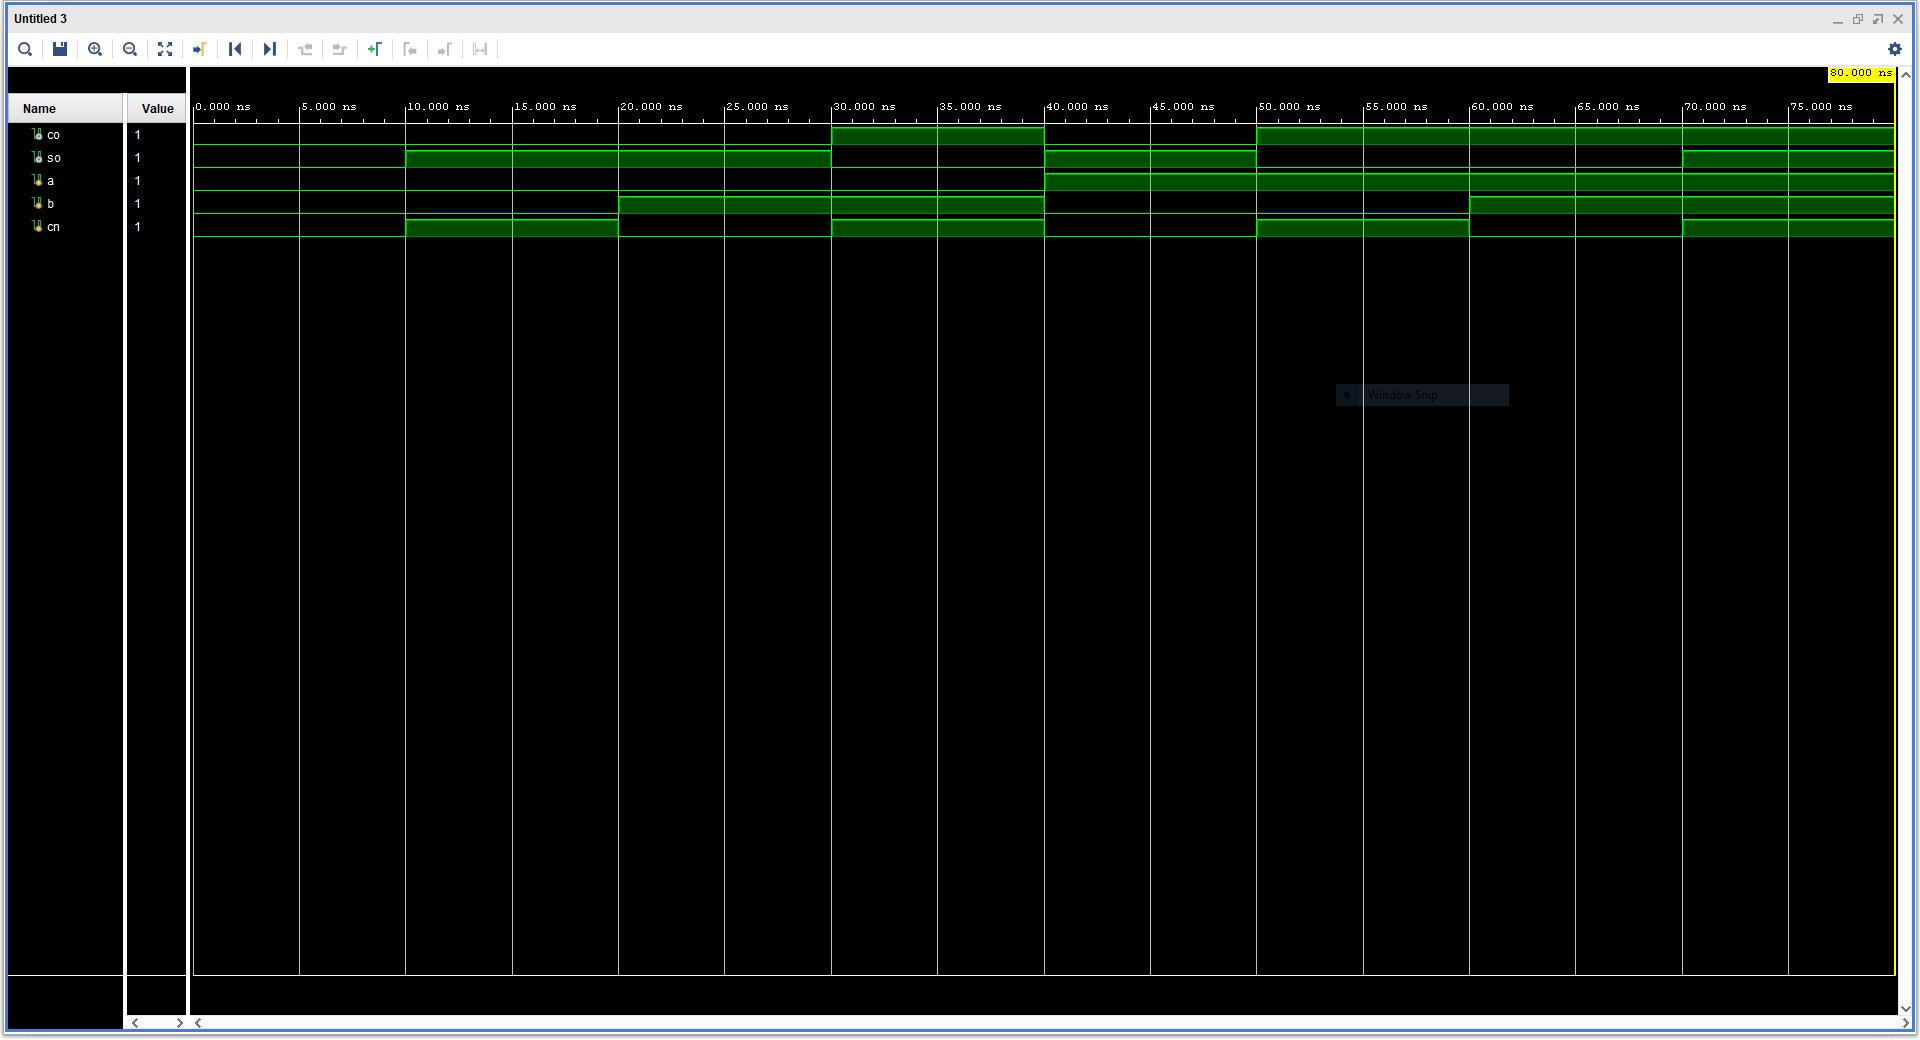 Untitled 3
80.000 ns
Name Value 0.000 ns 5.000 ns 10.000 ns 15.000 ns 20.000 ns 25.000 ns 30.000 ns 35.000 ns 40.000 ns 45.000 ns 50.000 ns 55.000 ns 60.000 ns 65.000 ns 70.000 ns 75.000 ns
co 1
so 1
a 1
b 1
cn 1
Window Snip